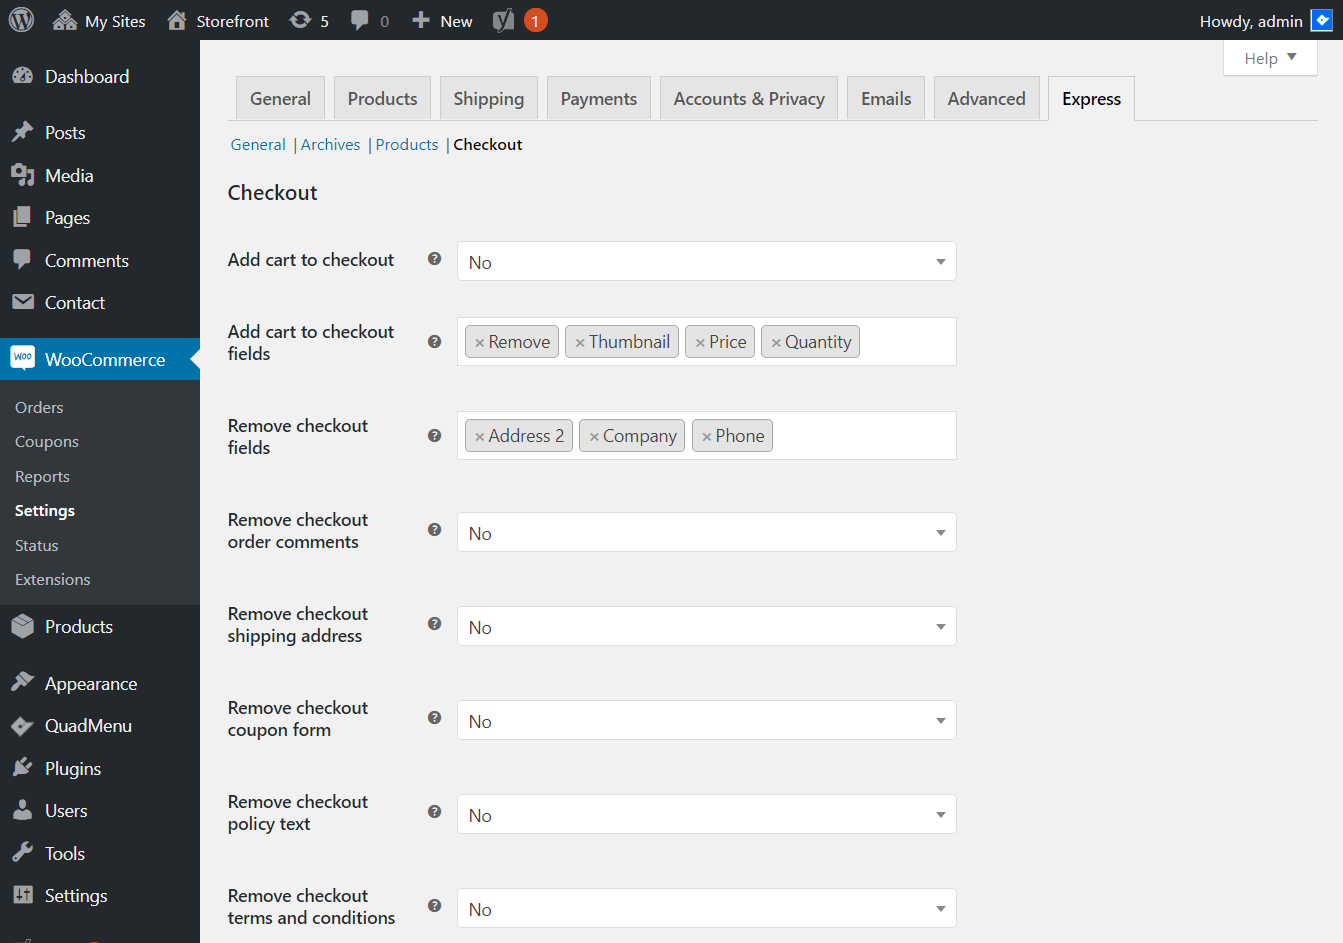 My Sites Storefront 5 0 New 1 Howdy, admin
Help
Dashboard
Posts
Media
Pages
Comments
Contact
woo WooCommerce
Orders
Coupons
Reports
Settings
Status
Extensions
Products
Appearance
QuadMenu
Plugins
Users
Tools
Settings
General Products Shipping Payments Accounts & Privacy Emails Advanced Express
General | Archives | Products | Checkout
Checkout
Add cart to checkout ? No
Add cart to checkout
fields ? × Remove × Thumbnail × Price × Quantity
Remove checkout
fields ? × Address 2 × Company × Phone
Remove checkout
order comments ? No
Remove checkout
shipping address ? No
Remove checkout
coupon form ? No
Remove checkout
policy text ? No
Remove checkout
terms and conditions ? No